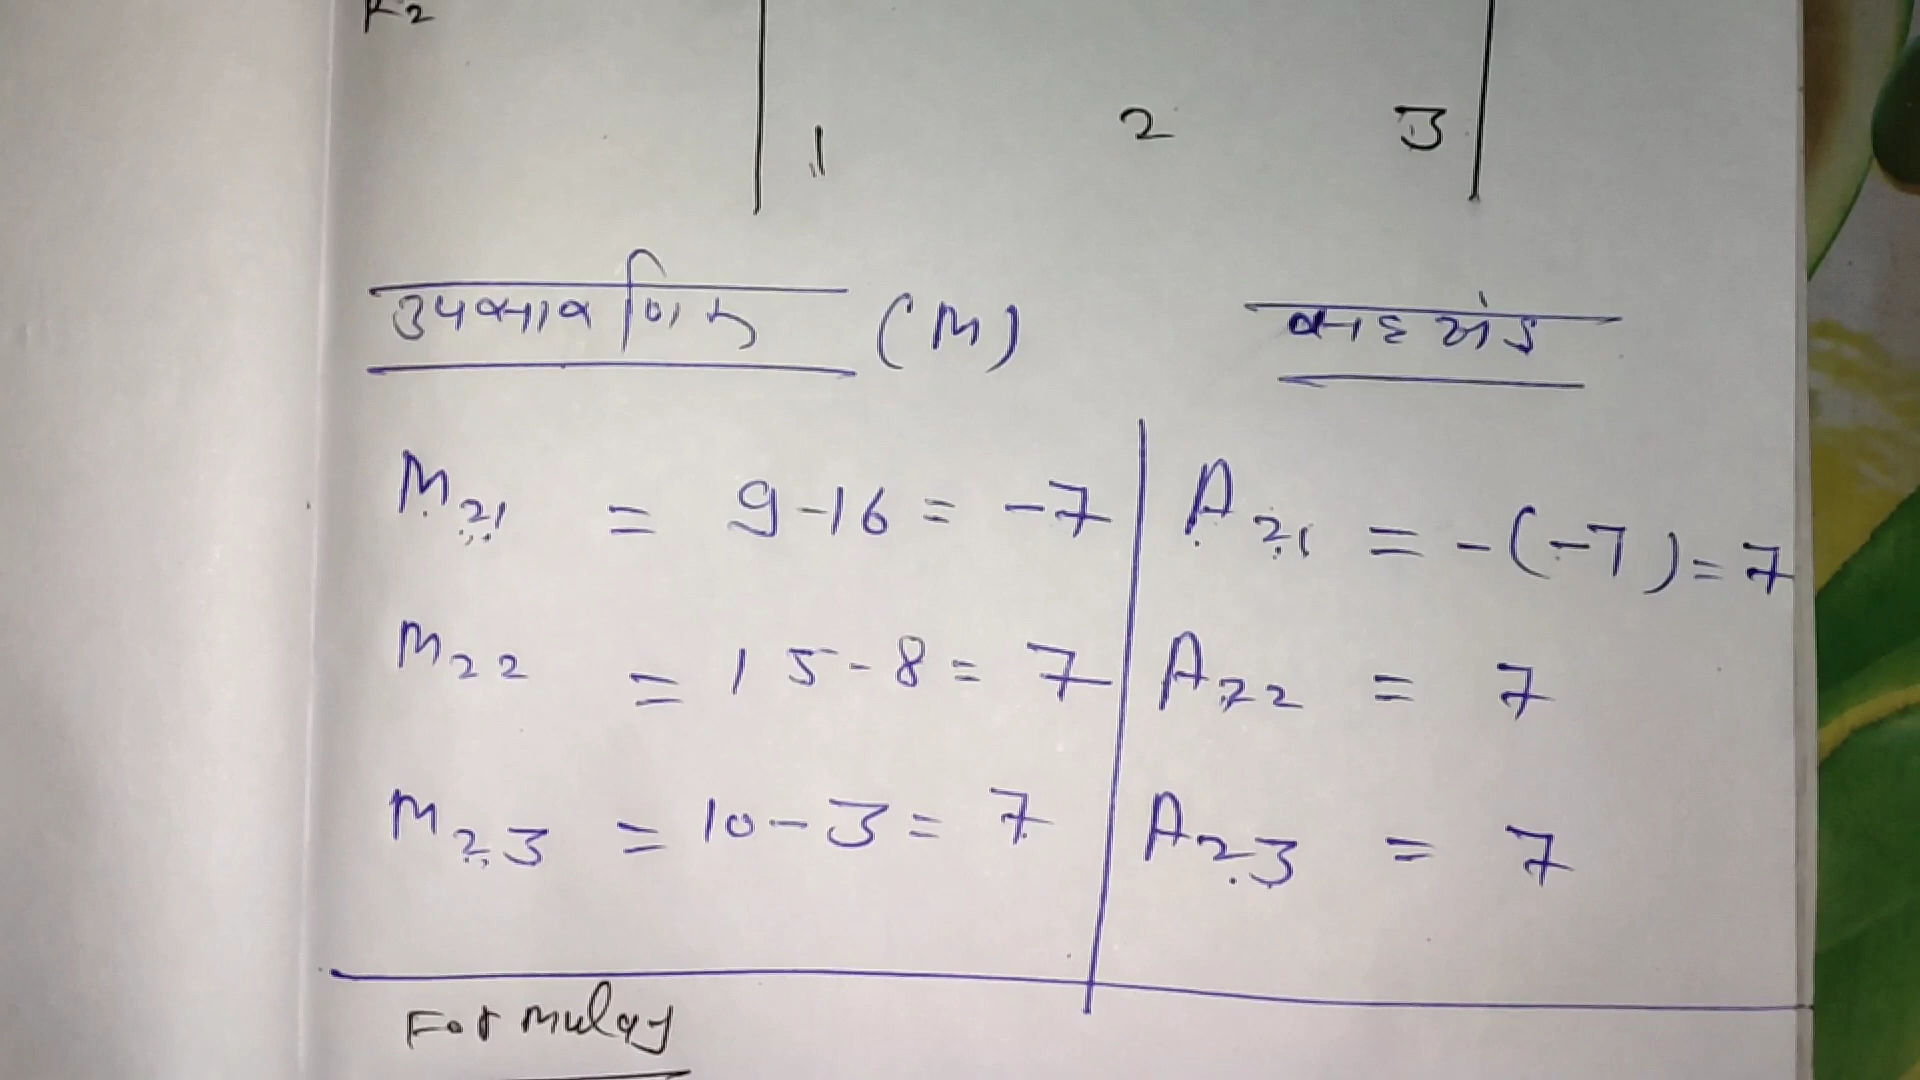 R2
1 2 3
उपसारणिक (M) सहखंड
M21 = 9-16 = -7 A21 = -(-7) = 7
M22 = 15-8 = 7 A22 = 7
M23 = 10-3 = 7 A23 = 7